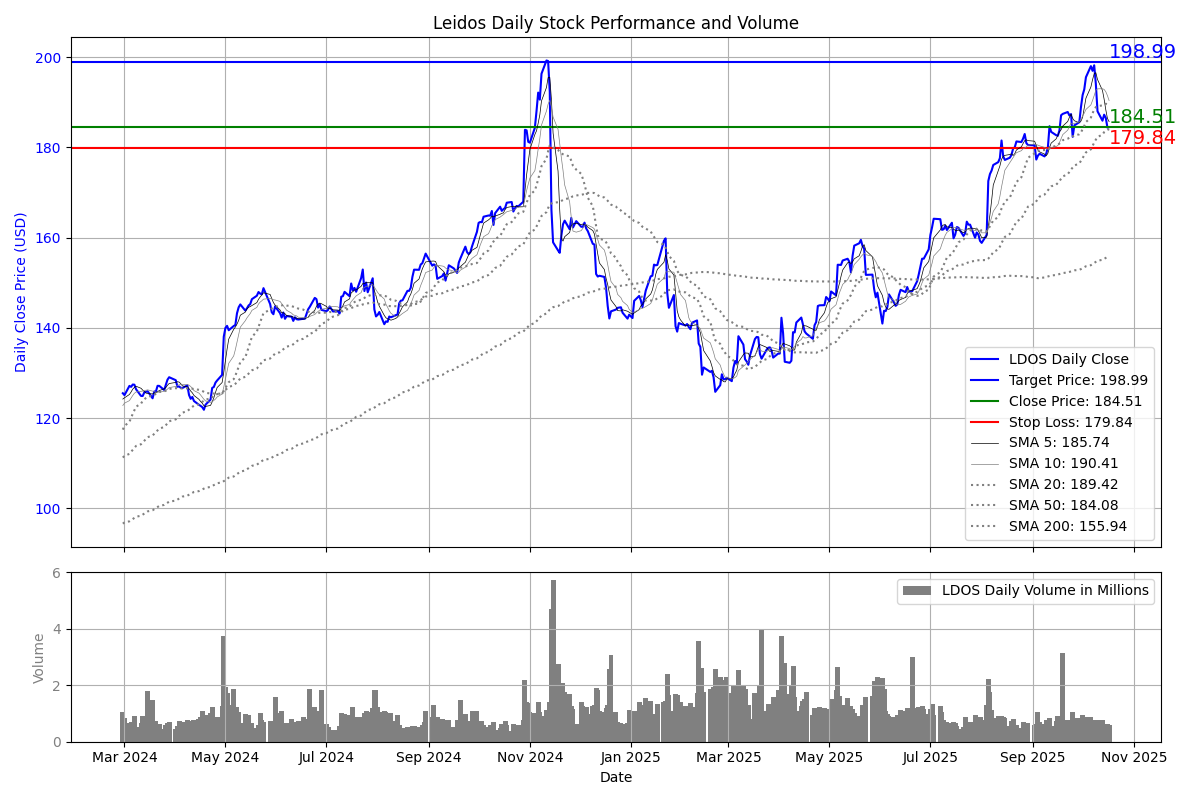 Leidos Daily Stock Performance and Volume
Daily Close Price (USD)
200
180
160
140
120
100
198.99
184.51
179.84
LDOS Daily Close
Target Price: 198.99
Close Price: 184.51
Stop Loss: 179.84
SMA 5: 185.74
SMA 10: 190.41
SMA 20: 189.42
SMA 50: 184.08
SMA 200: 155.94
Volume
6
4
2
0
LDOS Daily Volume in Millions
Mar 2024
May 2024
Jul 2024
Sep 2024
Nov 2024
Jan 2025
Mar 2025
May 2025
Jul 2025
Sep 2025
Nov 2025
Date